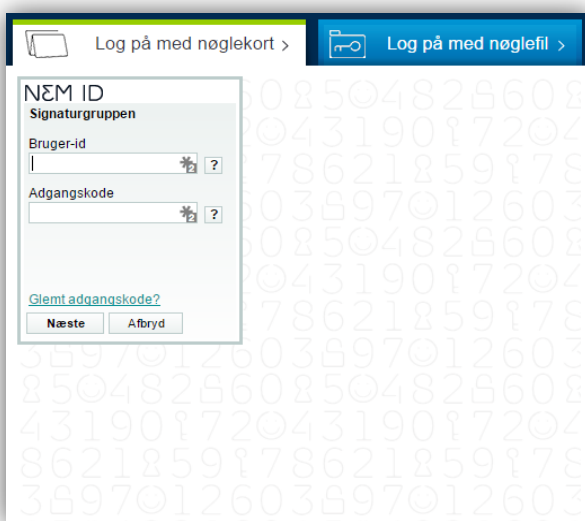 Log på med nøglekort >
Log på med nøglefil >
NEM ID
Signaturgruppen
Bruger-id
?
Adgangskode
?
Glemt adgangskode?
Næste
Afbryd